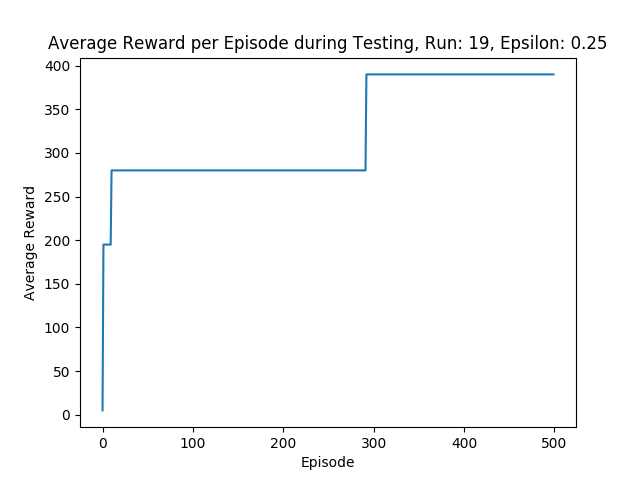 Average Reward per Episode during Testing, Run: 19, Epsilon: 0.25
400
350
300
250
200
150
100
50
0
Average Reward
0 100 200 300 400 500
Episode